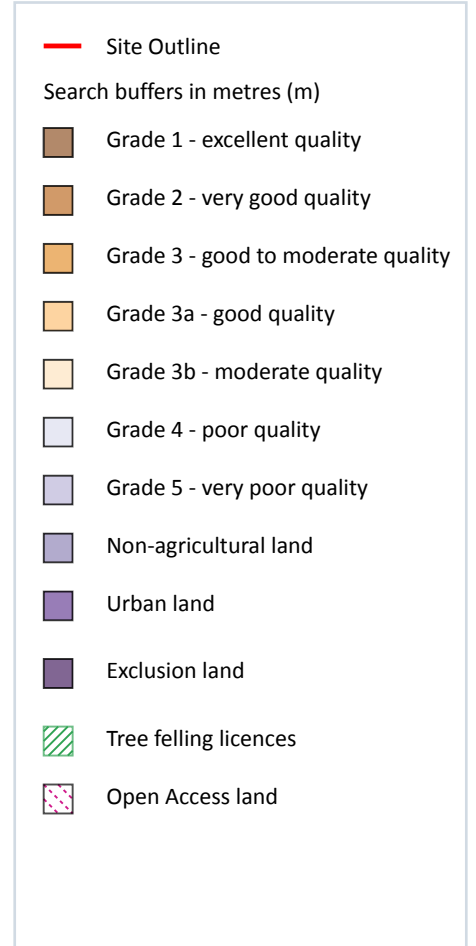 Site Outline
Search buffers in metres (m)
Grade 1 - excellent quality
Grade 2 - very good quality
Grade 3 - good to moderate quality
Grade 3a - good quality
Grade 3b - moderate quality
Grade 4 - poor quality
Grade 5 - very poor quality
Non-agricultural land
Urban land
Exclusion land
Tree felling licences
Open Access land